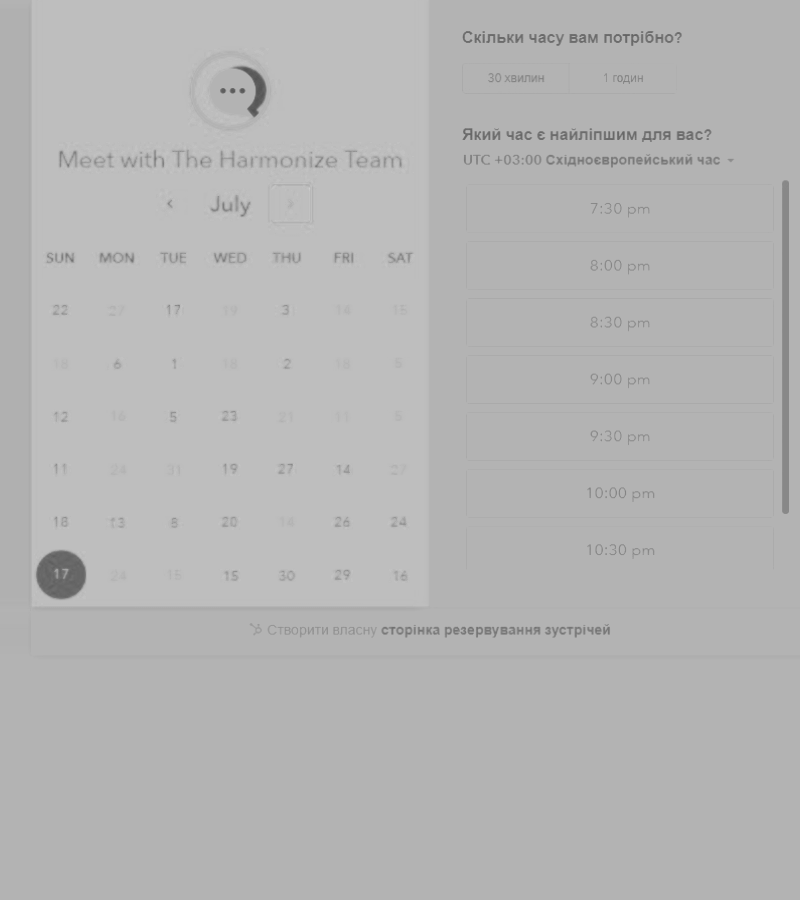 Meet with The Harmonize Team
July
SUN MON TUE WED THU FRI SAT
22 27 17 19 3 14 15
6 1 18 2 5
12 16 5 23 21 11
11 24 31 19 27 14 27
18 13 8 20 14 26 24
17 24 15 15 30 29 16
Скільки часу вам потрібно?
30 хвилин 1 годин
Який час є найліпшим для вас?
UTC +03:00 Східноєвропейський час
7:30 pm
8:00 pm
8:30 pm
9:00 pm
9:30 pm
10:00 pm
10:30 pm
Створити власну сторінка резервування зустрічей